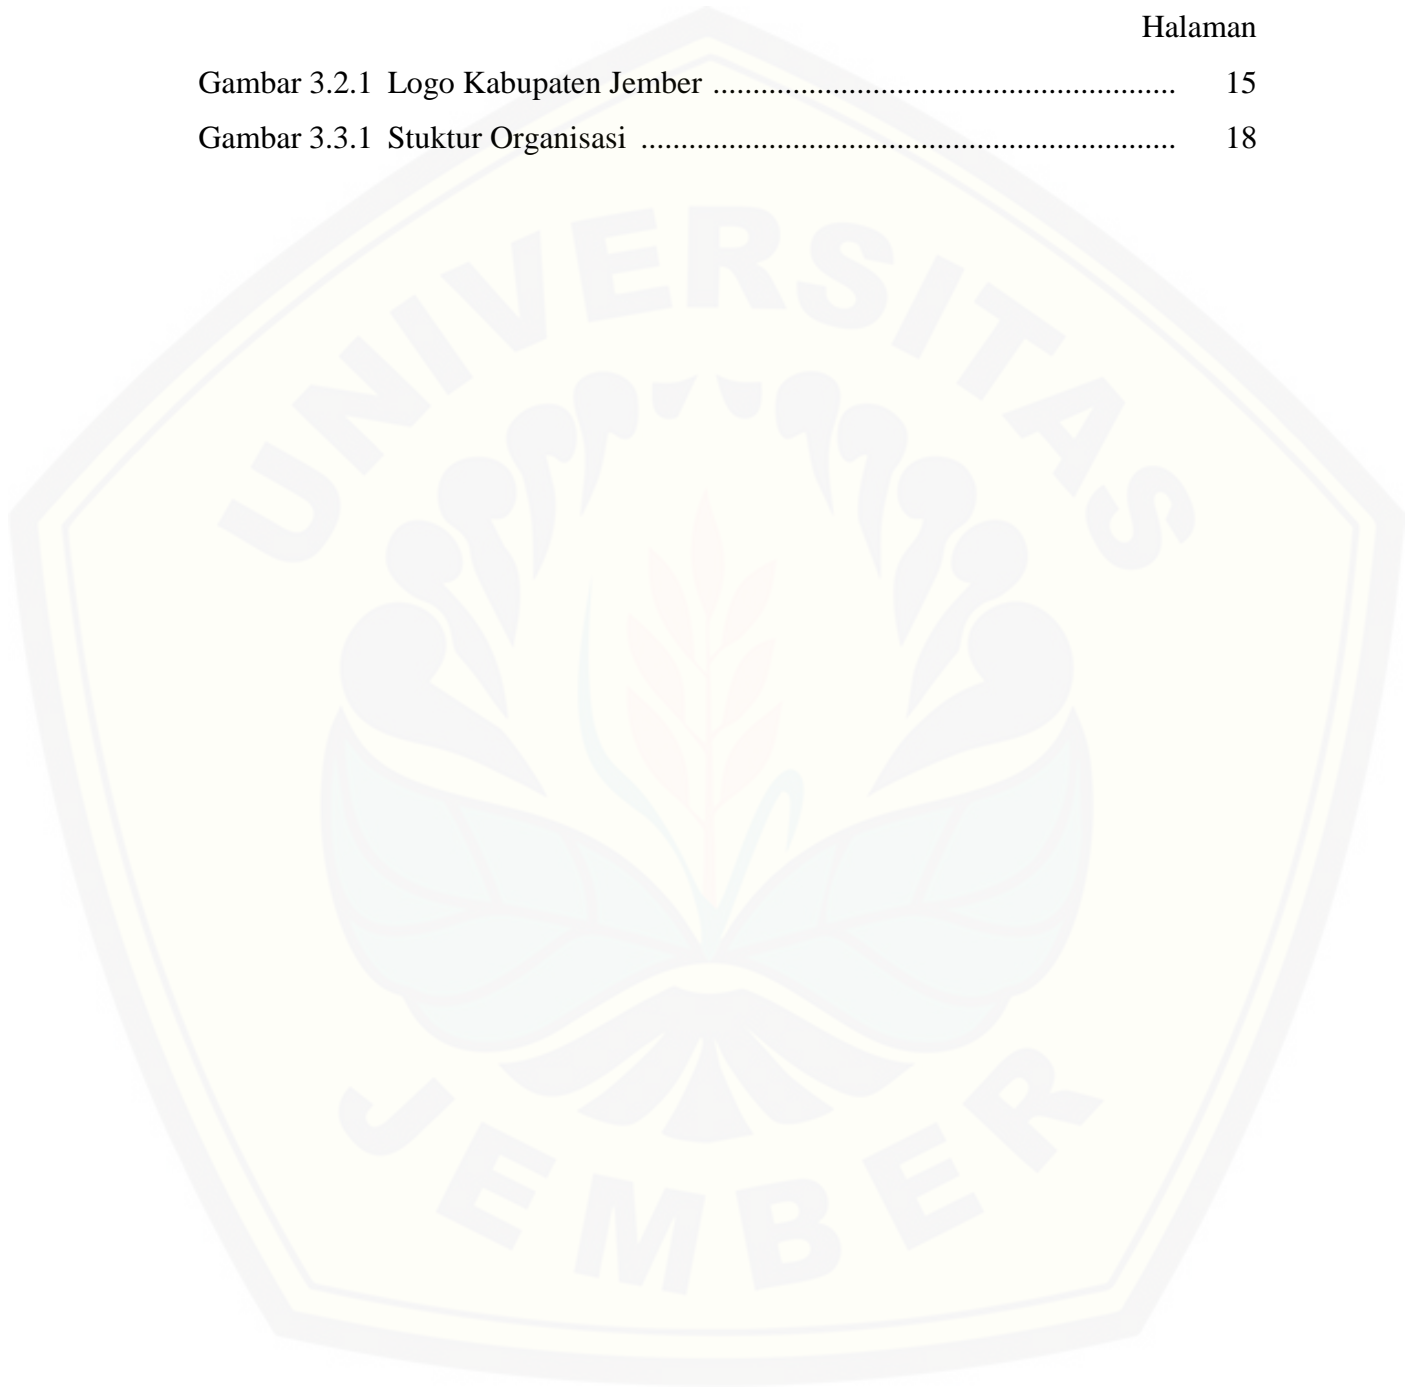 Halaman
Gambar 3.2.1 Logo Kabupaten Jember .......................................................... 15
Gambar 3.3.1 Stuktur Organisasi ................................................................... 18
UNIVERSITAS
JEMBER